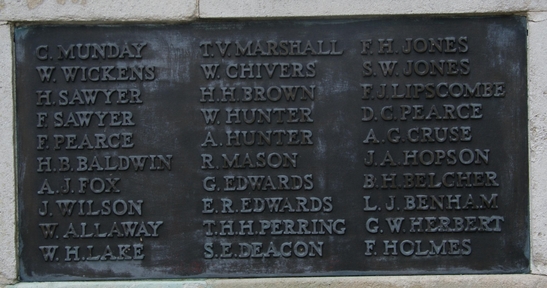 C. MUNDAY
W. WICKENS
H. SAWYER
F. SAWYER
F. PEARCE
H. B. BALDWIN
A. J. FOX
J. WILSON
W. ALLAWAY
W. H. LAKE
T. V. MARSHALL
W. CHIVERS
H. H. BROWN
W. HUNTER
A. HUNTER
R. MASON
G. EDWARDS
E. R. EDWARDS
T. H. H. PERRING
S. E. DEACON
F. H. JONES
S. W. JONES
F. J. LIPSCOMBE
D. C. PEARCE
A. G. CRUSE
J. A. HOPSON
B. H. BELCHER
L. J. BENHAM
G. W. HERBERT
F. HOLMES